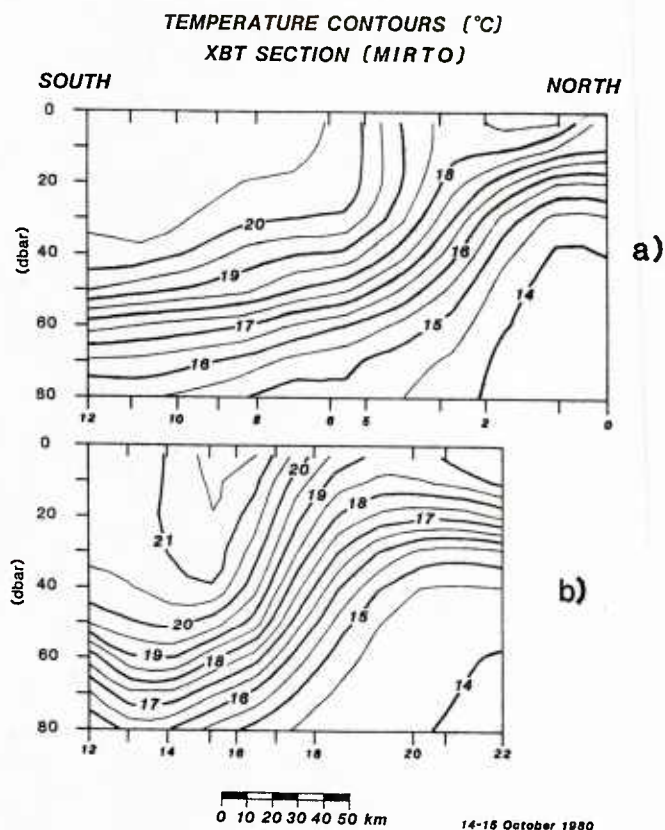 TEMPERATURE CONTOURS (°C)
XBT SECTION (MIRTO)
SOUTH NORTH
0
20
40
60
80
(dbar)
20
19
18
17
16
16
15
14
12 10 8 6 5 2 0
a)
0
20
40
60
80
(dbar)
21
20
20
19
19
18
18
17
17
16
15
14
12 14 16 18 20 22
b)
0 10 20 30 40 50 km
14-15 October 1980